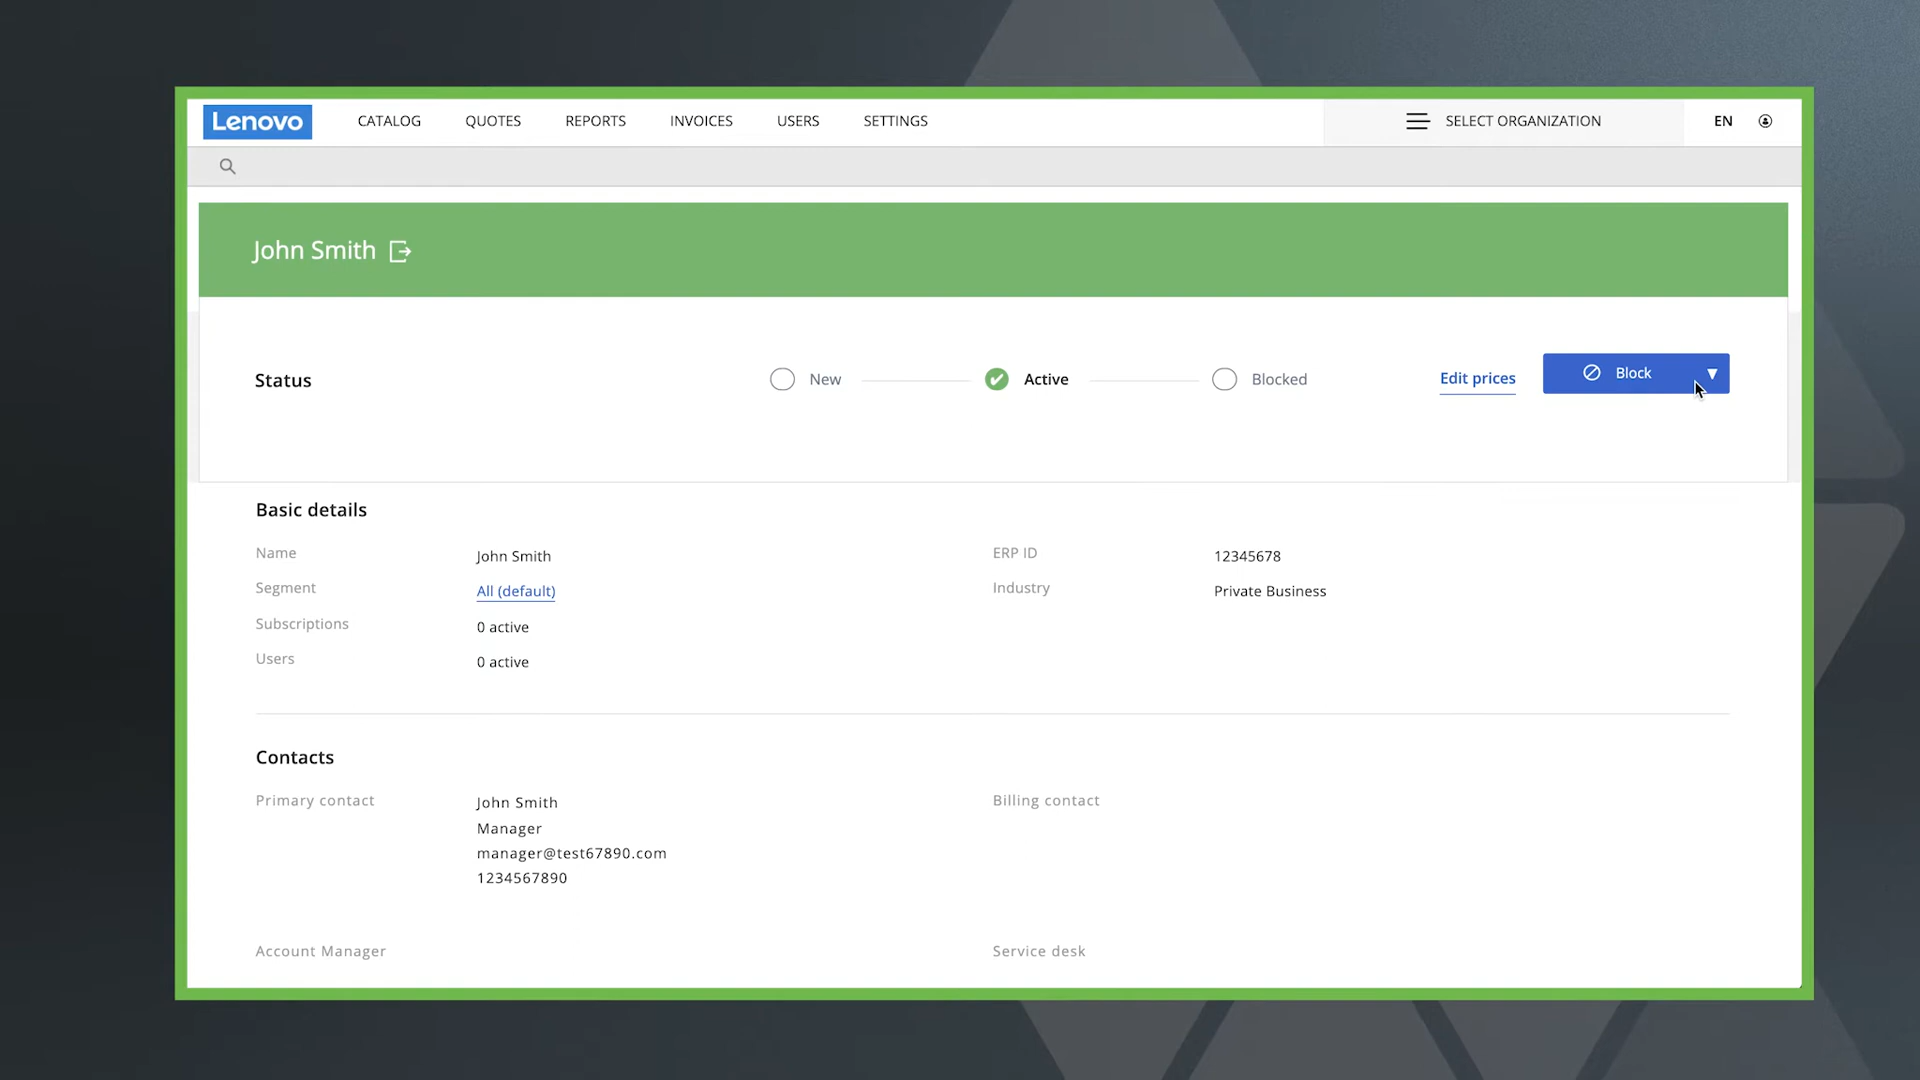 Lenovo CATALOG QUOTES REPORTS INVOICES USERS SETTINGS SELECT ORGANIZATION EN
John Smith
Status New Active Blocked Edit prices Block
Basic details
Name John Smith ERP ID 12345678
Segment All (default) Industry Private Business
Subscriptions 0 active
Users 0 active
Contacts
Primary contact John Smith Billing contact
Manager
manager@test67890.com
1234567890
Account Manager Service desk